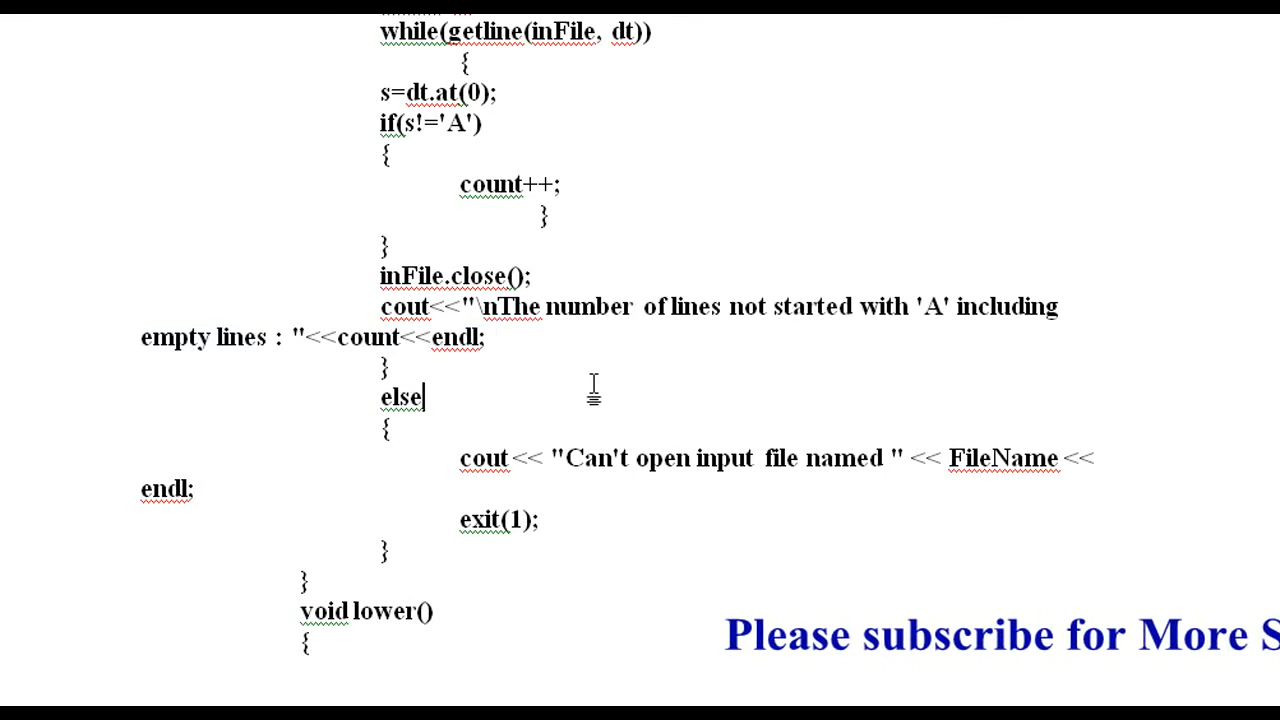 while(getline(inFile, dt))
{
s=dt.at(0);
if(s!='A')
{
count++;
}
}
inFile.close();
cout<<"\nThe number of lines not started with 'A' including
empty lines : "<<count<<endl;
}
else
{
cout<< "Can't open input file named " << FileName <<
endl;
exit(1);
}
}
void lower()
{
Please subscribe for More S